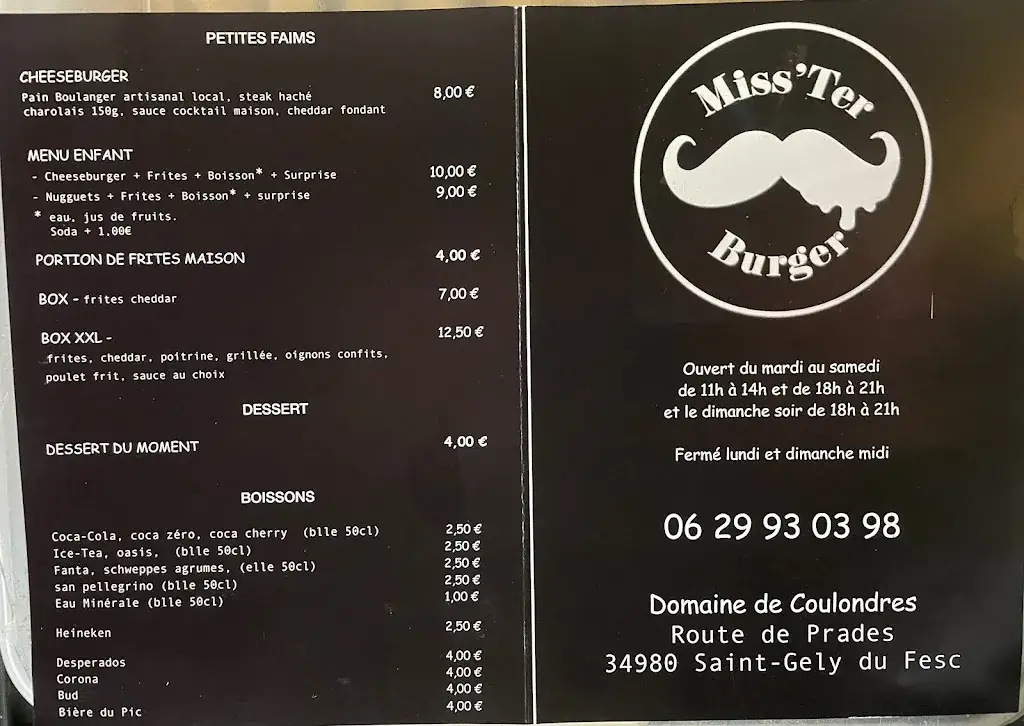 PETITES FAIMS
CHEESEBURGER
Pain Boulanger artisanal local, steak haché 8,00 €
charolais 150g, sauce cocktail maison, cheddar fondant
MENU ENFANT
- Cheeseburger + Frites + Boisson* + Surprise 10,00 €
- Nugguets + Frites + Boisson* + surprise 9,00 €
* eau, jus de fruits.
Soda + 1,00€
PORTION DE FRITES MAISON 4,00 €
BOX - frites cheddar 7,00 €
BOX XXL - 12,50 €
frites, cheddar, poitrine, grillée, oignons confits,
poulet frit, sauce au choix
DESSERT
DESSERT DU MOMENT 4,00 €
BOISSONS
Coca-Cola, coca zéro, coca cherry (blle 50cl) 2,50 €
Ice-Tea, oasis, (blle 50cl) 2,50 €
Fanta, schweppes agrumes, (elle 50cl) 2,50 €
san pellegrino (blle 50cl) 2,50 €
Eau Minérale (blle 50cl) 1,00 €
Heineken 2,50 €
Desperados 4,00 €
Corona 4,00 €
Bud 4,00 €
Bière du Pic 4,00 €
Miss'Ter
Burger
Ouvert du mardi au samedi
de 11h à 14h et de 18h à 21h
et le dimanche soir de 18h à 21h
Fermé lundi et dimanche midi
06 29 93 03 98
Domaine de Coulondres
Route de Prades
34980 Saint-Gely du Fesc